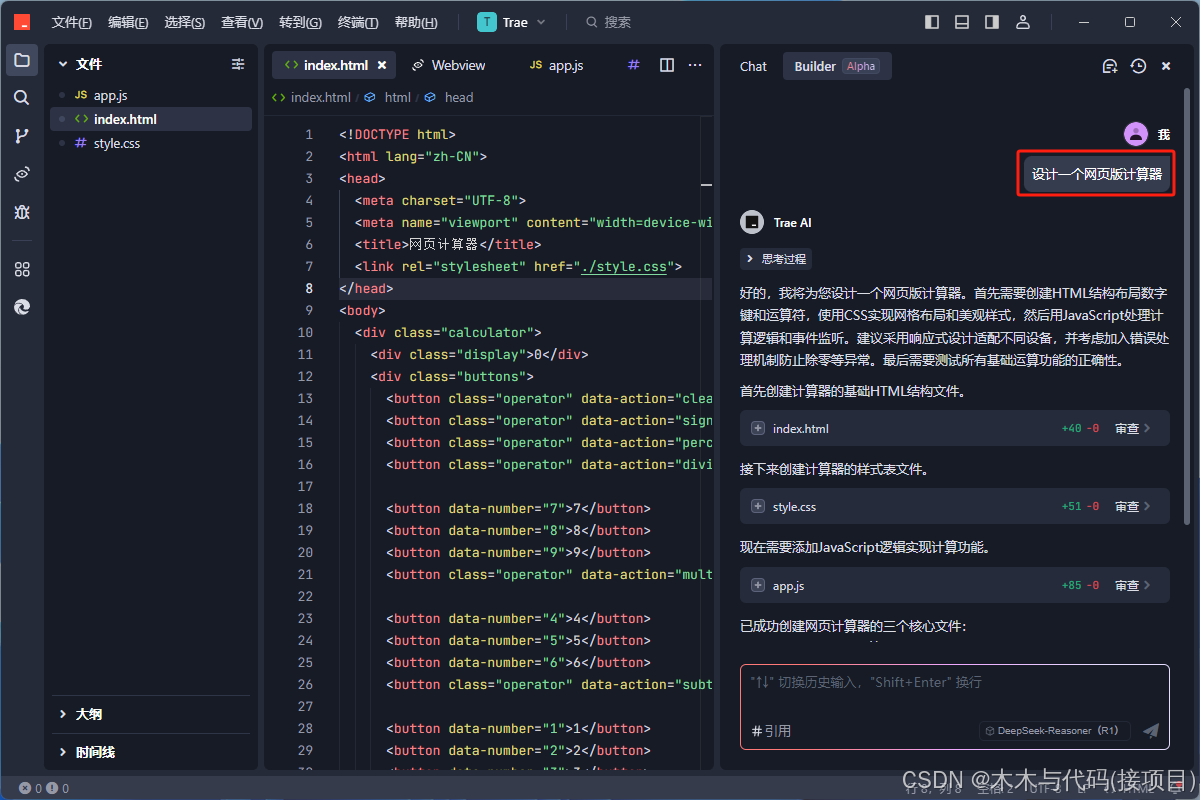 文件(F) 编辑(E) 选择(S) 查看(V) 转到(G) 终端(T) 帮助(H) T Trae 搜索
文件
JS app.js
<> index.html
# style.css
大纲
时间线
<> index.html × Webview JS app.js # ···
<> index.html / html / head
1 <!DOCTYPE html>
2 <html lang="zh-CN">
3 <head>
4 <meta charset="UTF-8">
5 <meta name="viewport" content="width=device-wi
6 <title>网页计算器</title>
7 <link rel="stylesheet" href="./style.css">
8 </head>
9 <body>
10 <div class="calculator">
11 <div class="display">0</div>
12 <div class="buttons">
13 <button class="operator" data-action="clea
14 <button class="operator" data-action="sign
15 <button class="operator" data-action="perc
16 <button class="operator" data-action="divi
17
18 <button data-number="7">7</button>
19 <button data-number="8">8</button>
20 <button data-number="9">9</button>
21 <button class="operator" data-action="mult
22
23 <button data-number="4">4</button>
24 <button data-number="5">5</button>
25 <button data-number="6">6</button>
26 <button class="operator" data-action="subt
27
28 <button data-number="1">1</button>
29 <button data-number="2">2</button>
Chat Builder Alpha
我
设计一个网页版计算器
Trae AI
思考过程
好的，我将为您设计一个网页版计算器。首先需要创建HTML结构布局数字
键和运算符，使用CSS实现网格布局和美观样式，然后用JavaScript处理计
算逻辑和事件监听。建议采用响应式设计适配不同设备，并考虑加入错误处
理机制防止除零等异常。最后需要测试所有基础运算功能的正确性。
首先创建计算器的基础HTML结构文件。
index.html +40 -0 审查
接下来创建计算器的样式表文件。
style.css +51 -0 审查
现在需要添加JavaScript逻辑实现计算功能。
app.js +85 -0 审查
已成功创建网页计算器的三个核心文件：
"↑↓" 切换历史输入，"Shift+Enter" 换行
# 引用 DeepSeek-Reasoner（R1）
0 0
CSDN @木木与代码(接项目)